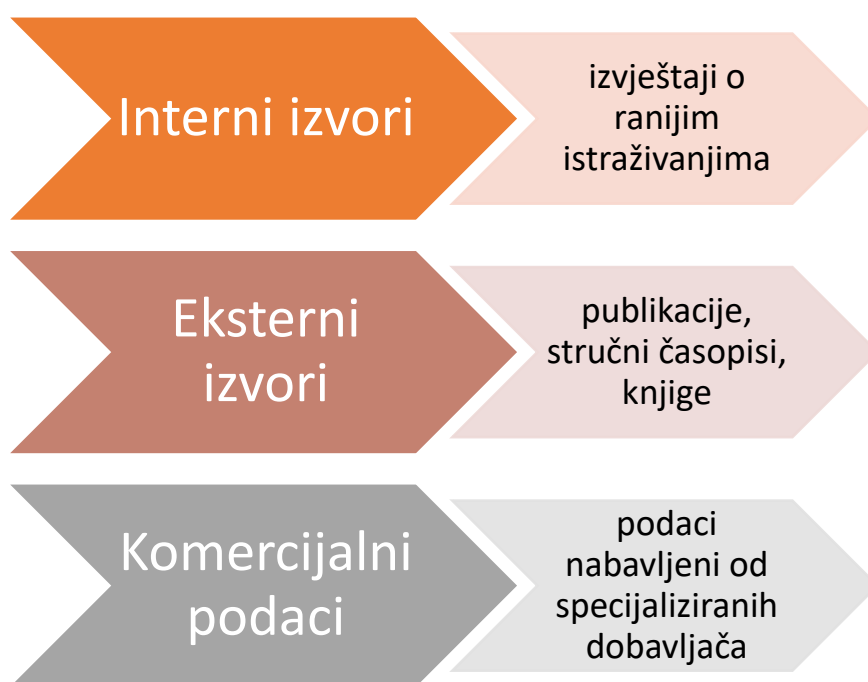 Interni izvori
izvještaji o
ranijim
istraživanjima
Eksterni
izvori
publikacije,
stručni časopisi,
knjige
Komercijalni
podaci
podaci
nabavljeni od
specijaliziranih
dobavljača